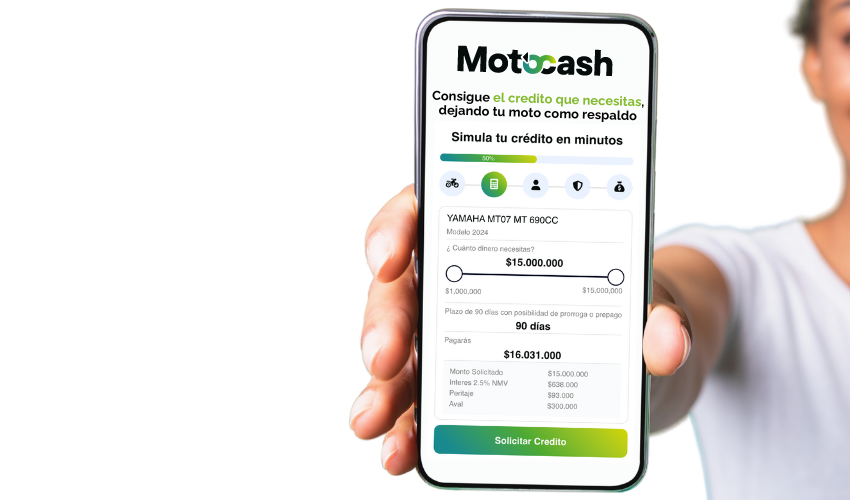 Motocash
Consigue el credito que necesitas,
dejando tu moto como respaldo
Simula tu crédito en minutos
50%
YAMAHA MT07 MT 690CC
Modelo 2024
¿ Cuánto dinero necesitas?
$15.000.000
$1,000,000 $15,000,000
Plazo de 90 días con posibilidad de prorroga o prepago
90 días
Pagarás
$16.031.000
Monto Solicitado $15.000.000
Interes 2.5% NMV $638.000
Peritaje $93.000
Aval $300.000
Solicitar Credito